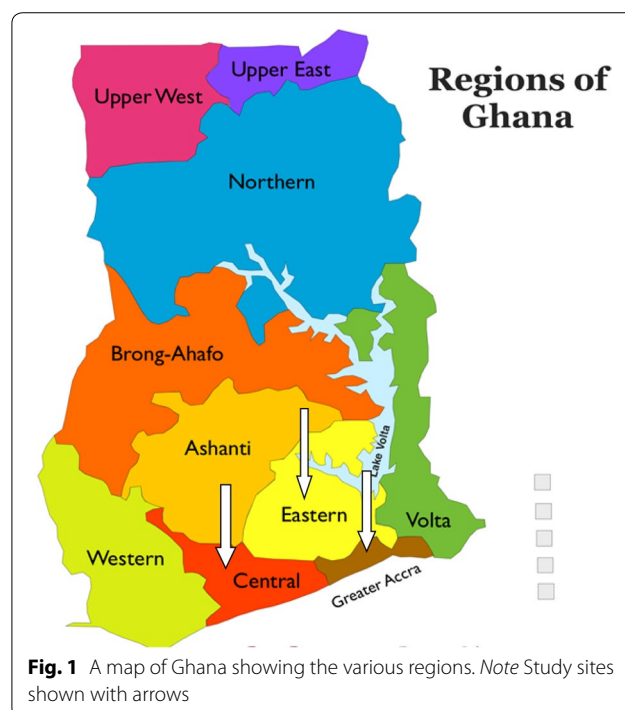 Regions of
Ghana
Upper West
Upper East
Northern
Brong-Ahafo
Ashanti
Lake Volta
Eastern
Volta
Western
Central
Greater Accra
Fig. 1 A map of Ghana showing the various regions. Note Study sites
shown with arrows